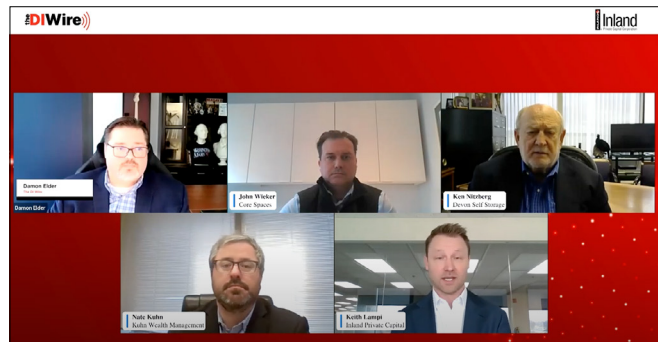 the DIWire
Inland
Damon Elder
The DI Wire
Damon Elder
John Wieker
Core Spaces
Ken Nitzberg
Devon Self Storage
Nate Kuhn
Kuhn Wealth Management
Keith Lampi
Inland Private Capital